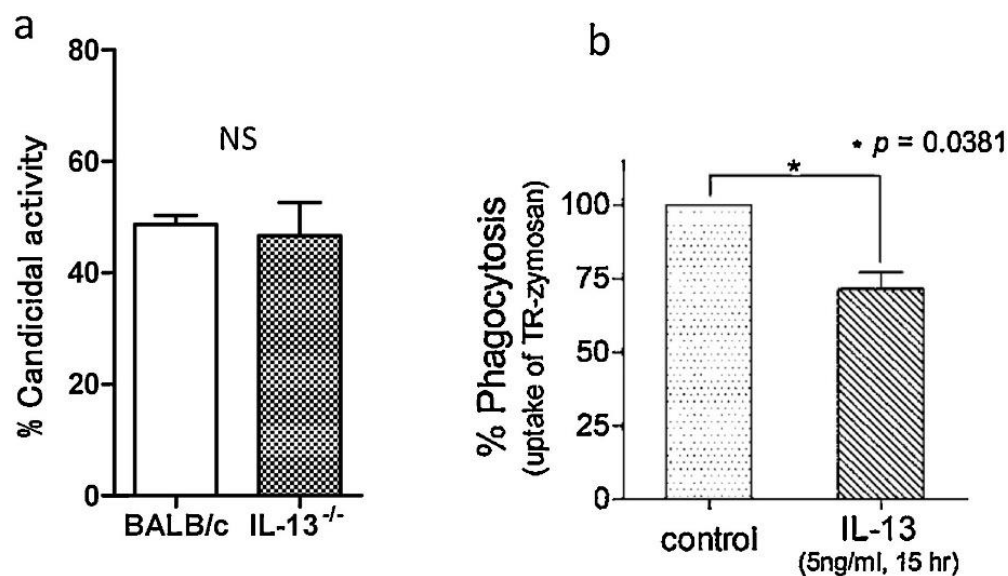 a
80
60
40
20
0
% Candicidal activity
NS
BALB/c IL-13-/-
b
* p = 0.0381
*
100
75
50
25
0
% Phagocytosis
(uptake of TR-zymosan)
control IL-13
(5ng/ml, 15 hr)